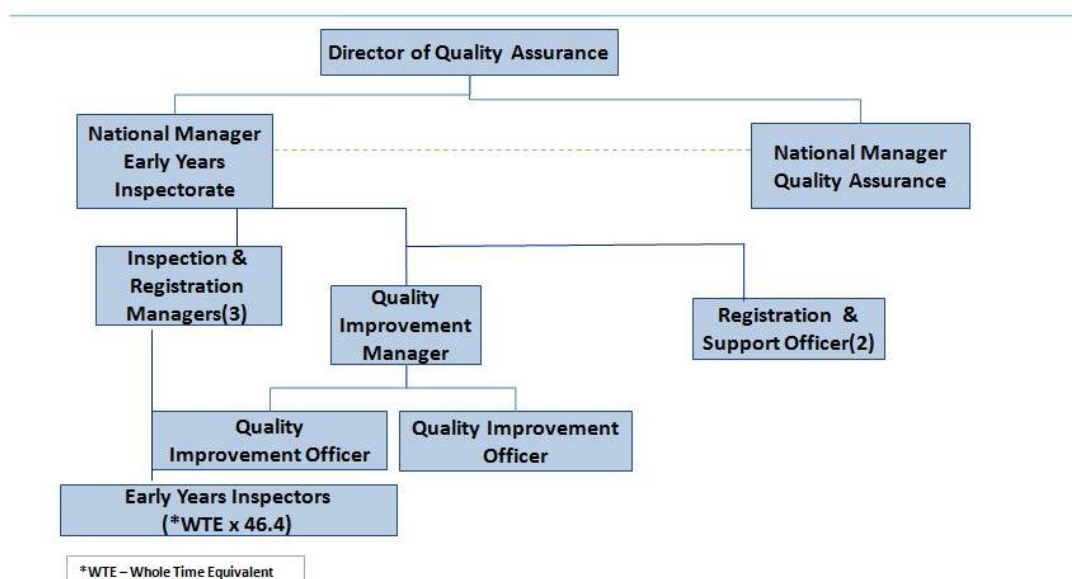 Director of Quality Assurance
National Manager
Early Years
Inspectorate
National Manager
Quality Assurance
Inspection &
Registration
Managers(3)
Quality
Improvement
Manager
Registration &
Support Officer(2)
Quality
Improvement Officer
Quality Improvement
Officer
Early Years Inspectors
(*WTE x 46.4)
*WTE – Whole Time Equivalent